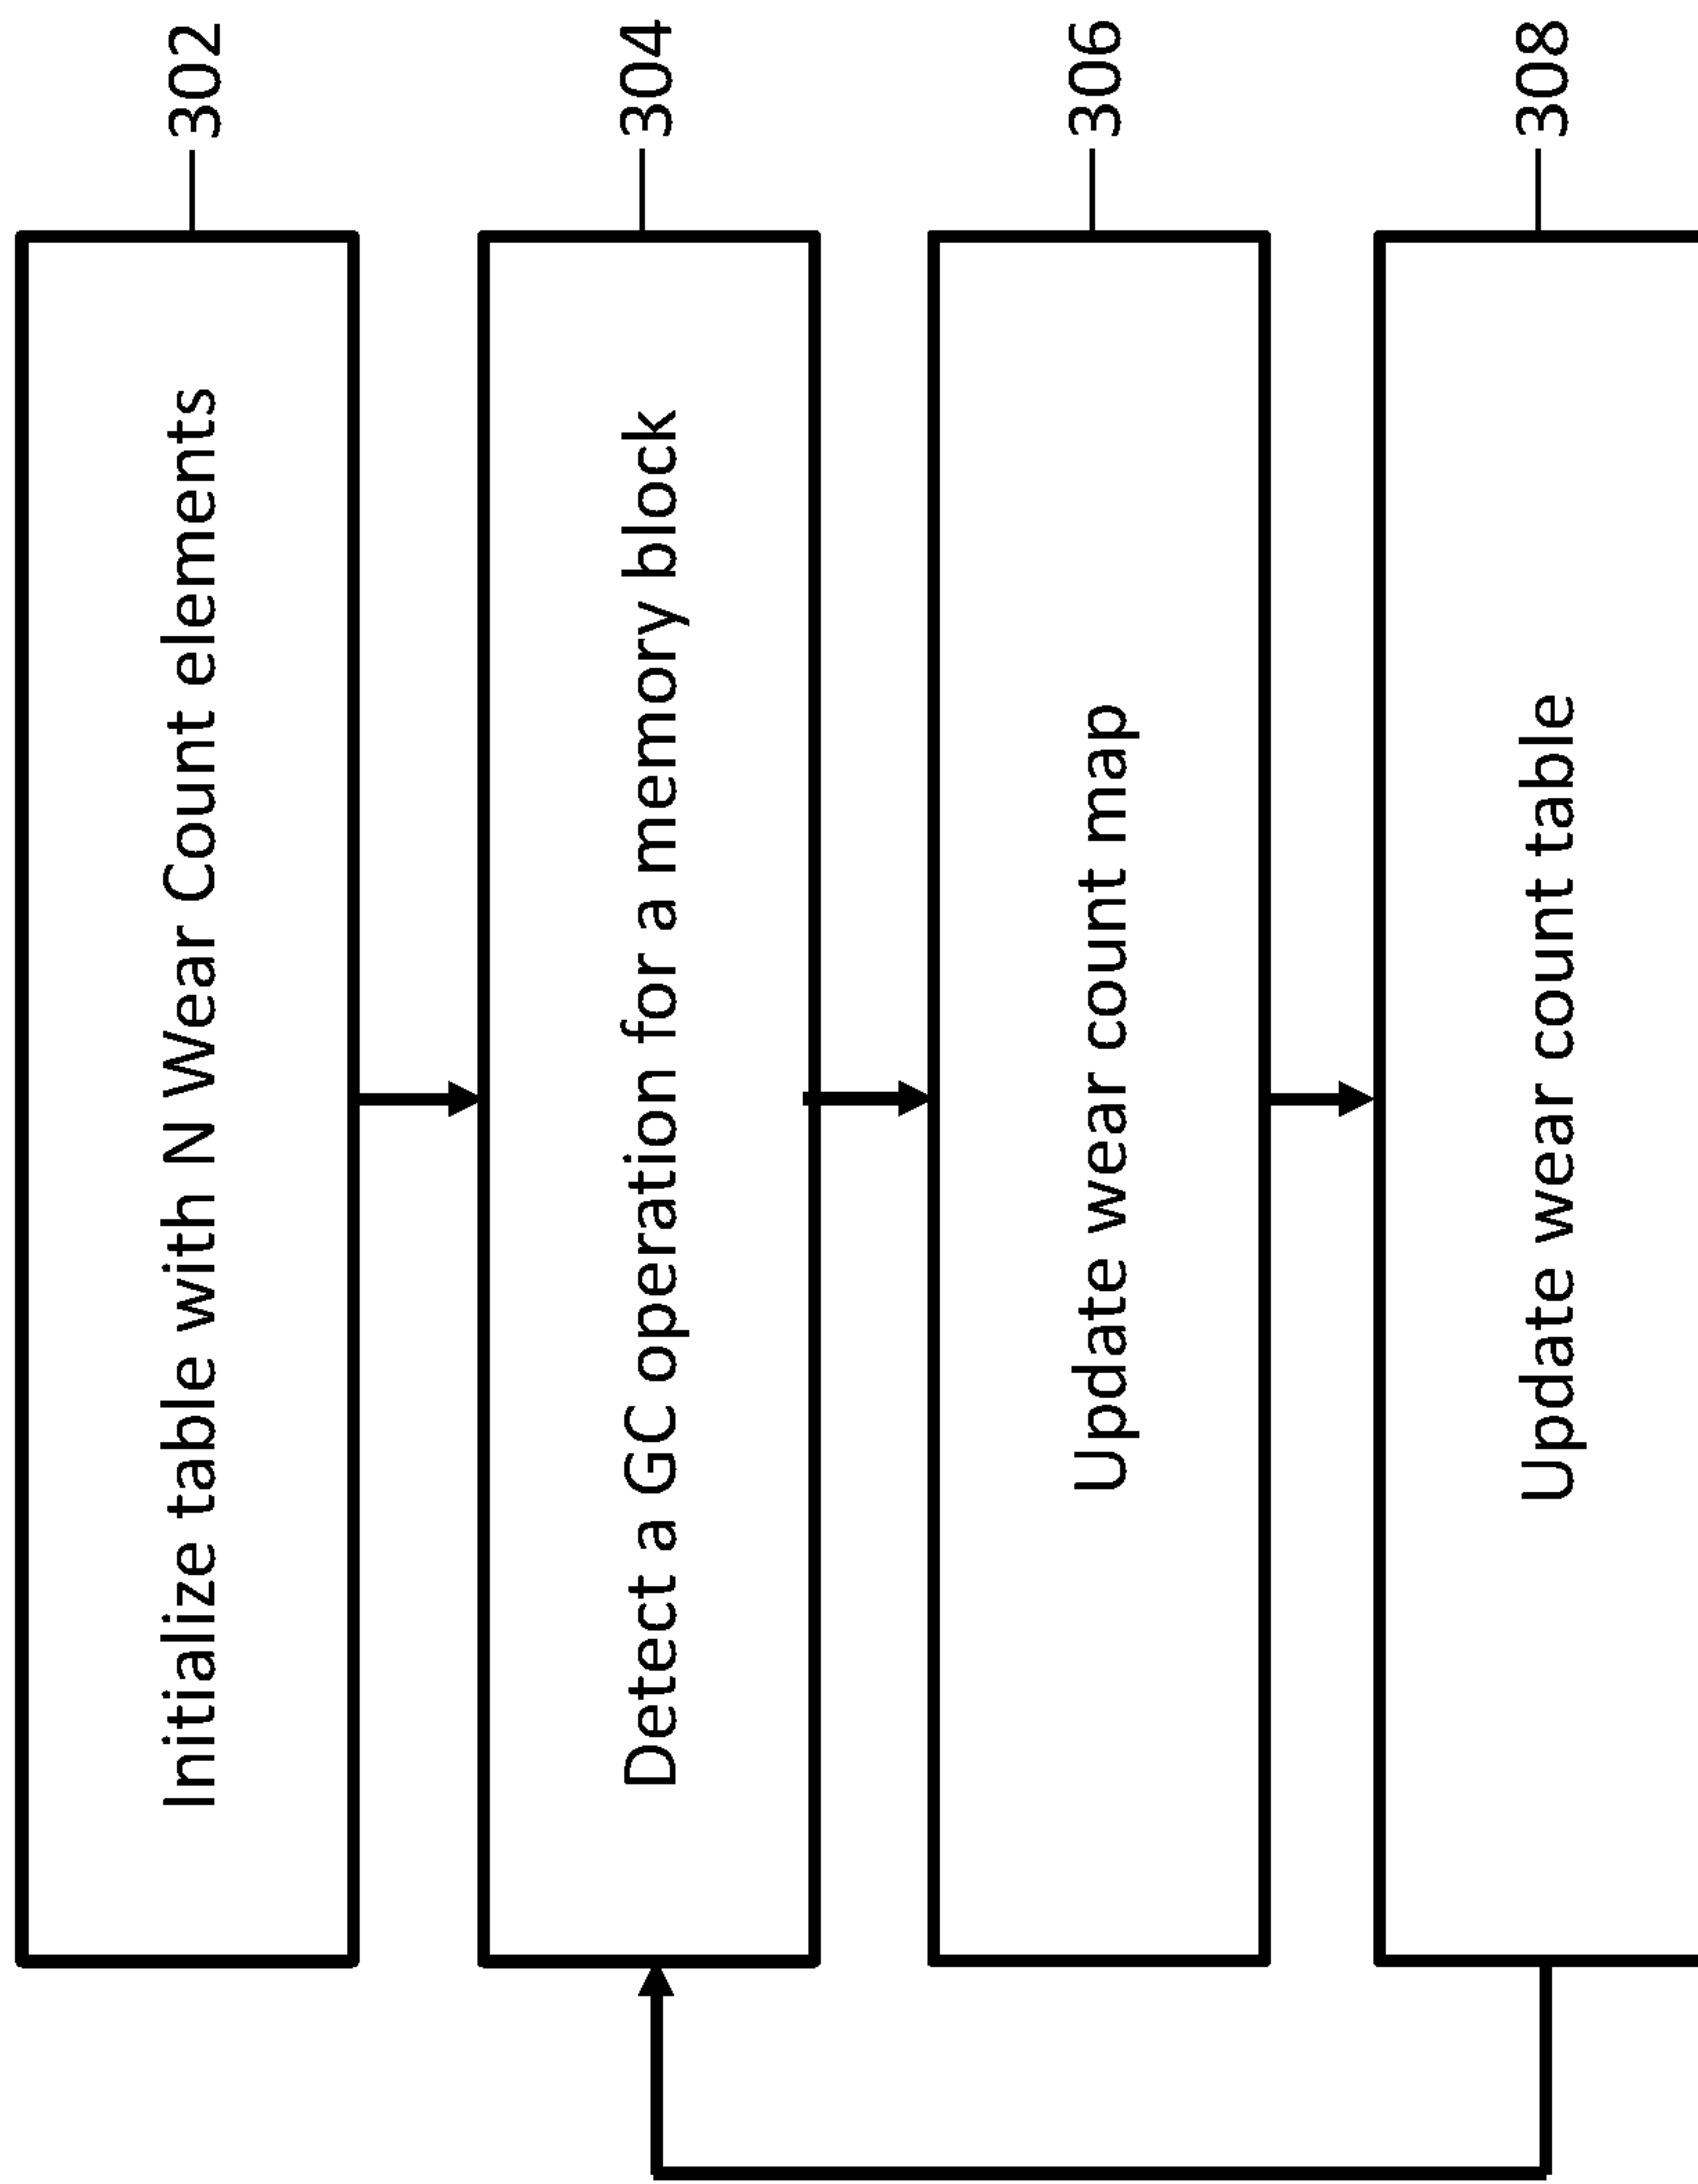 Initialize table with N Wear Count elements
302
Detect a GC operation for a memory block
304
Update wear count map
306
Update wear count table
308